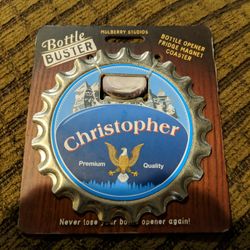 MULBERRY STUDIOS
Bottle
BUSTER
BOTTLE OPENER
FRIDGE MAGNET
COASTER
Christopher
Premium Quality
Never lose your bottle opener again!